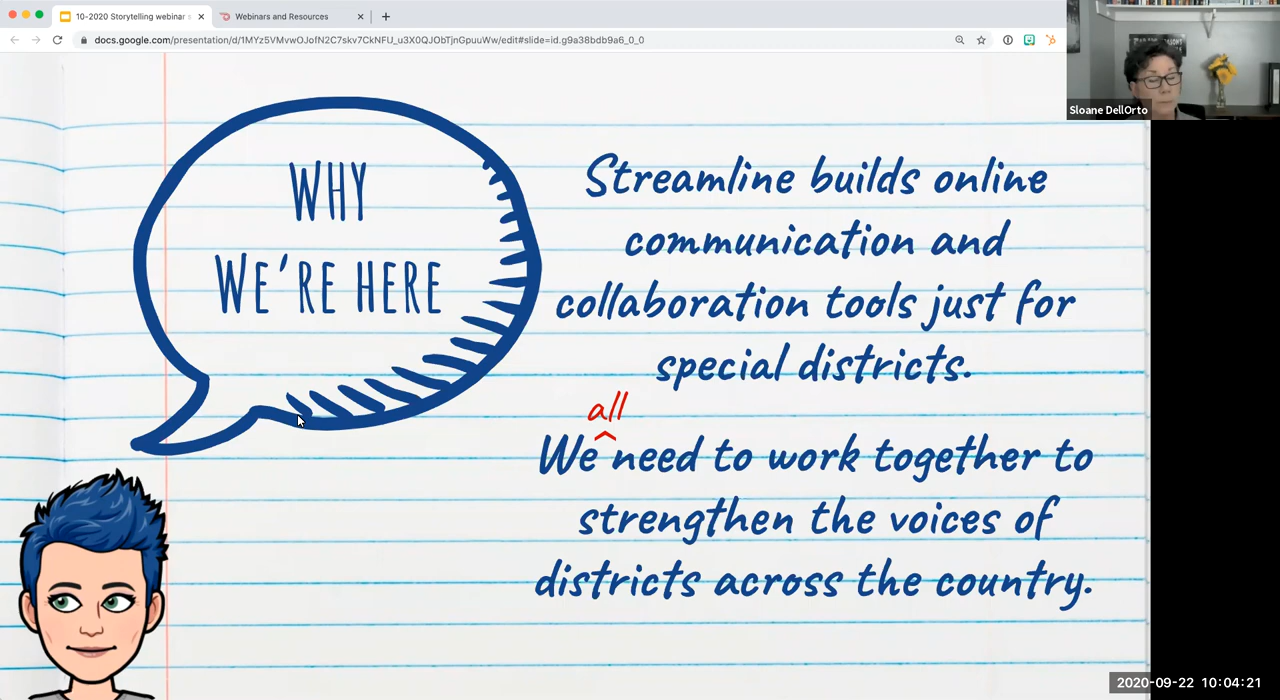 10-2020 Storytelling webinar s
Webinars and Resources
docs.google.com/presentation/d/1MYz5VMvwOJofN2C7skv7CkNFU_u3X0QJObTjnGpuuWw/edit#slide=id.g9a38bdb9a6_0_0
Sloane DellOrto
WHY
WE'RE HERE
Streamline builds online
communication and
collaboration tools just for
special districts.
all
We need to work together to
strengthen the voices of
districts across the country.
2020-09-22 10:04:21